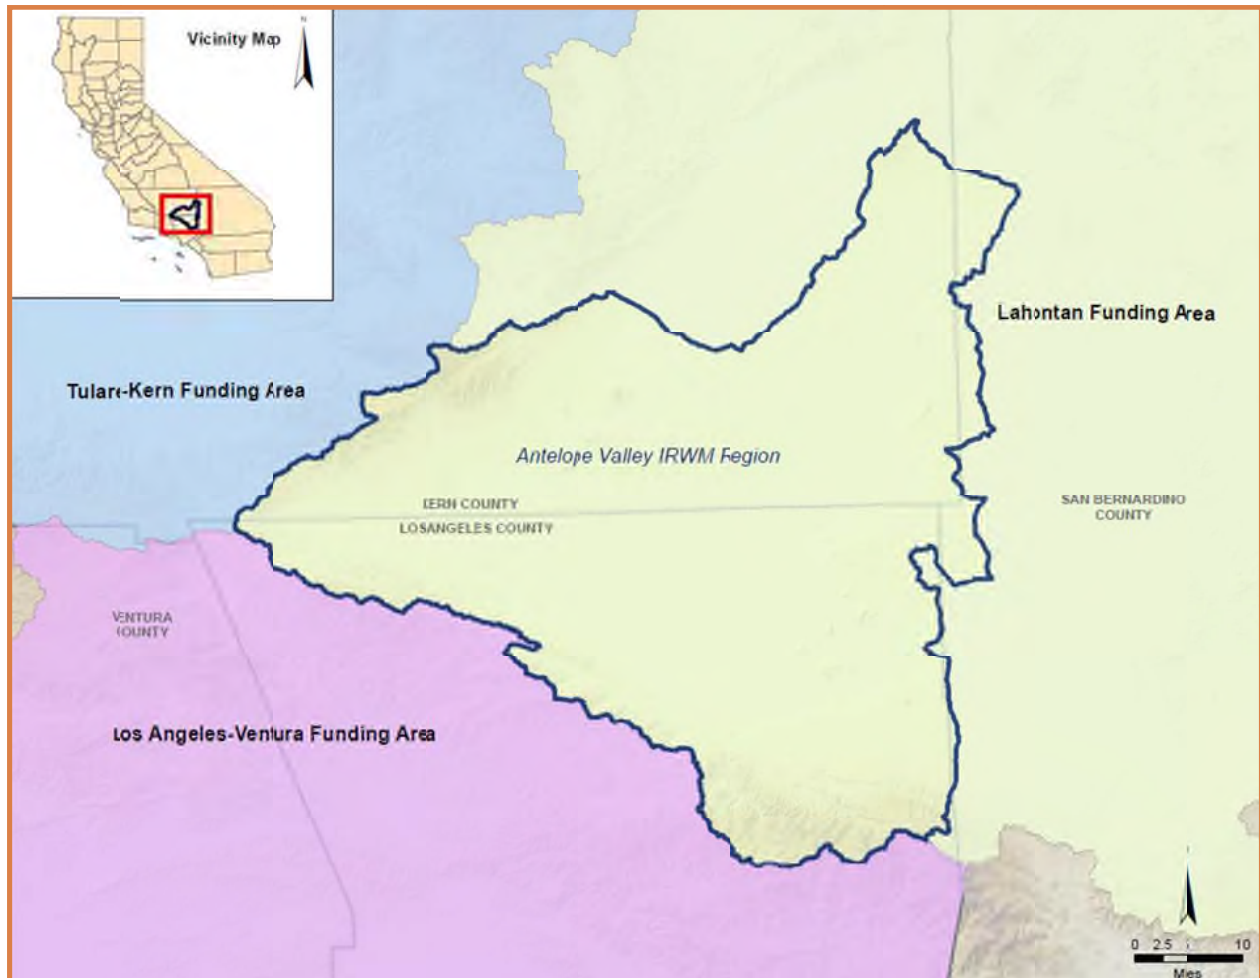 Vicinity Map
N
Lahontan Funding Area
Tulare-Kern Funding Area
Antelope Valley IRWM Region
KERN COUNTY
LOS ANGELES COUNTY
SAN BERNARDINO
COUNTY
VENTURA
COUNTY
Los Angeles-Ventura Funding Area
0 2.5 10
Miles